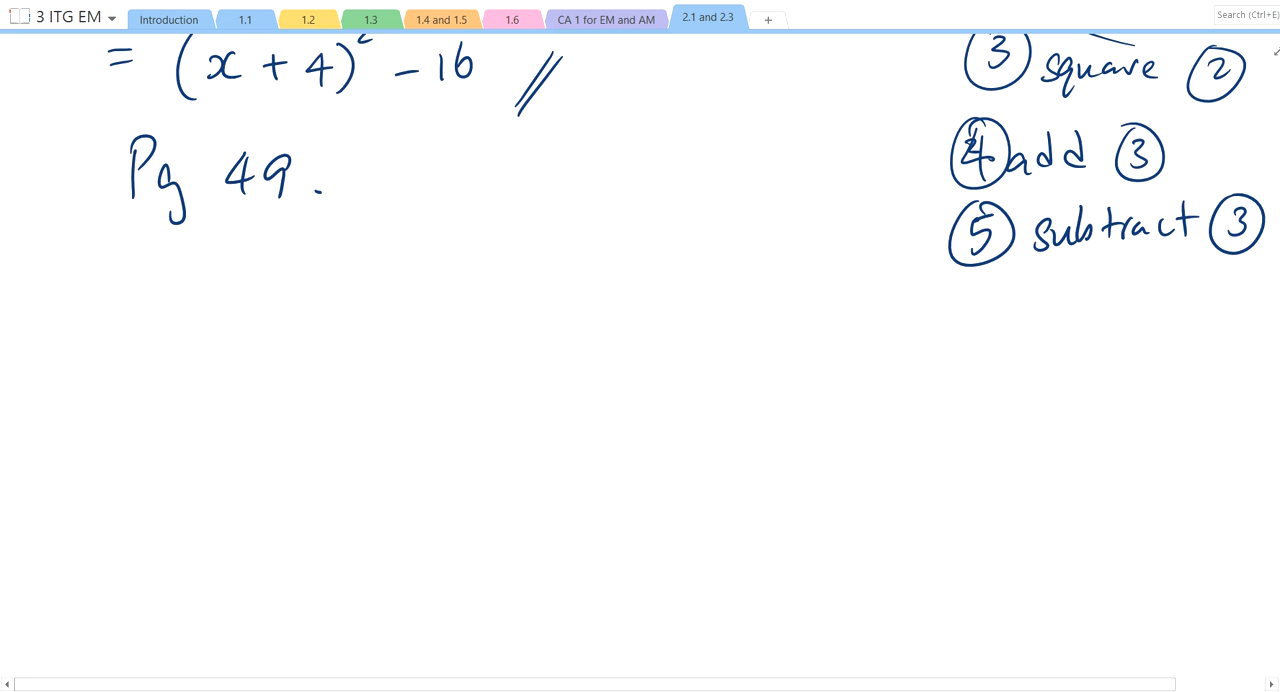 3 ITG EM Introduction 1.1 1.2 1.3 1.4 and 1.5 1.6 CA 1 for EM and AM 2.1 and 2.3 +
Search (Ctrl+E)
= (x + 4)² - 16
Pg 49.
③ square ②
④ add ③
⑤ subtract ③